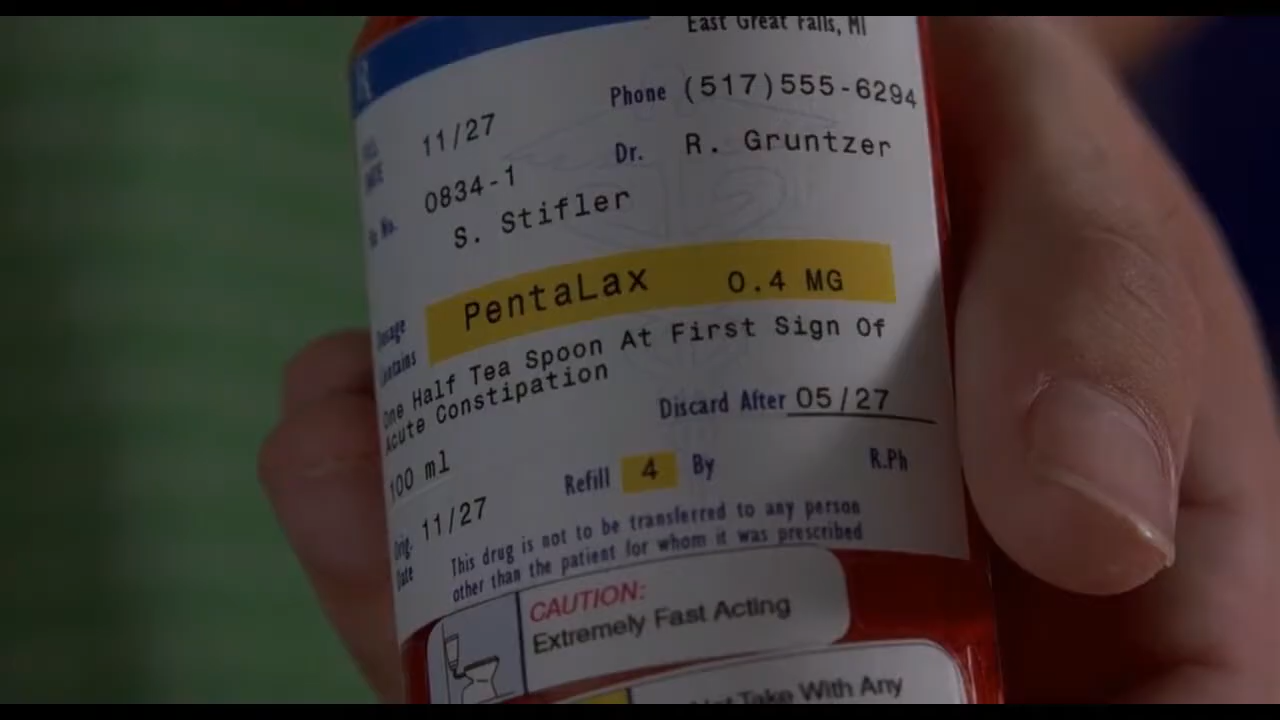 East Great Falls, MI
Phone (517)555-6294
11/27
Dr. R. Gruntzer
0834-1
S. Stifler
PentaLax 0.4 MG
One Half Tea Spoon At First Sign Of
Acute Constipation
Discard After 05/27
100 ml
Refill 4 By R.Ph
Orig. Date 11/27
This drug is not to be transferred to any person
other than the patient for whom it was prescribed
CAUTION:
Extremely Fast Acting
Take With Any